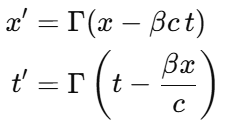 x′ = Γ(x − βc t)
t′ = Γ(t − βx/c)